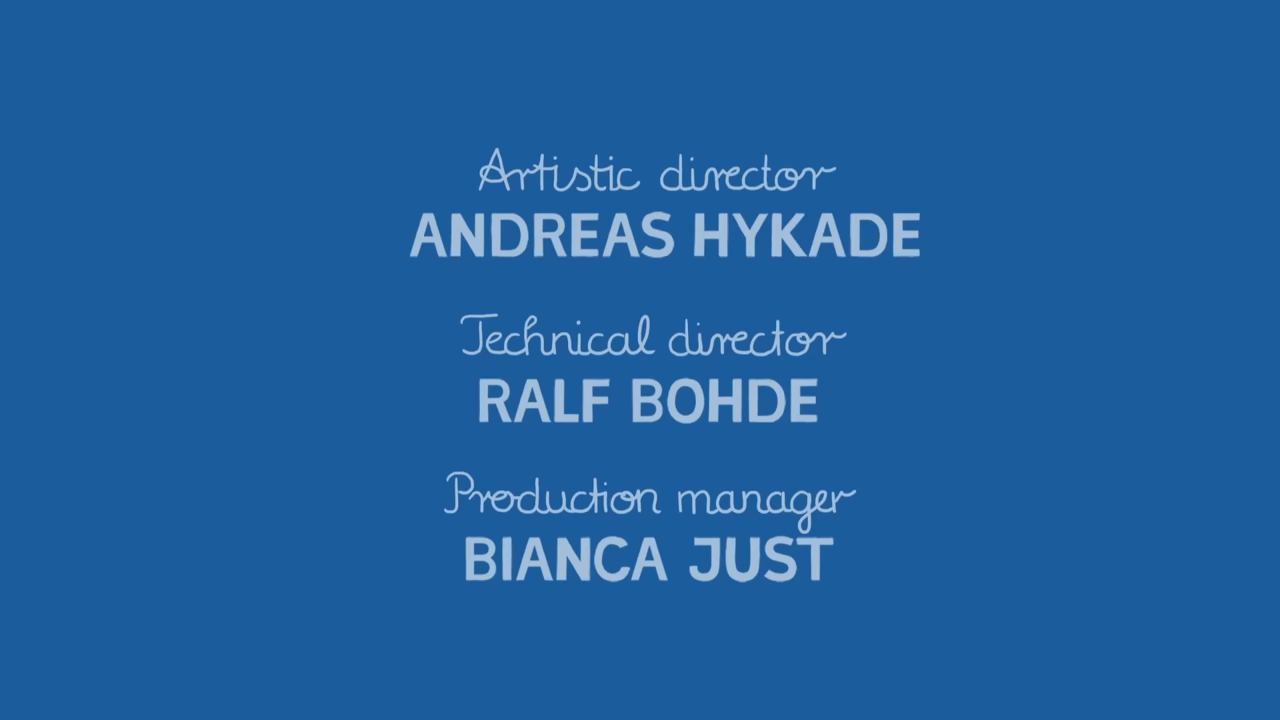 Artistic director
ANDREAS HYKADE
Technical director
RALF BOHDE
Production manager
BIANCA JUST